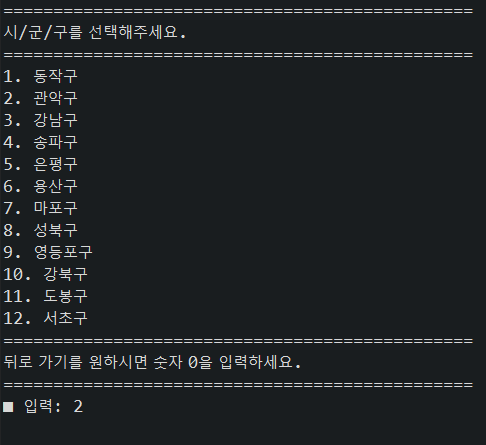 ===============================================
시/군/구를 선택해주세요.
===============================================
1. 동작구
2. 관악구
3. 강남구
4. 송파구
5. 은평구
6. 용산구
7. 마포구
8. 성북구
9. 영등포구
10. 강북구
11. 도봉구
12. 서초구
===============================================
뒤로 가기를 원하시면 숫자 0을 입력하세요.
===============================================
■ 입력: 2